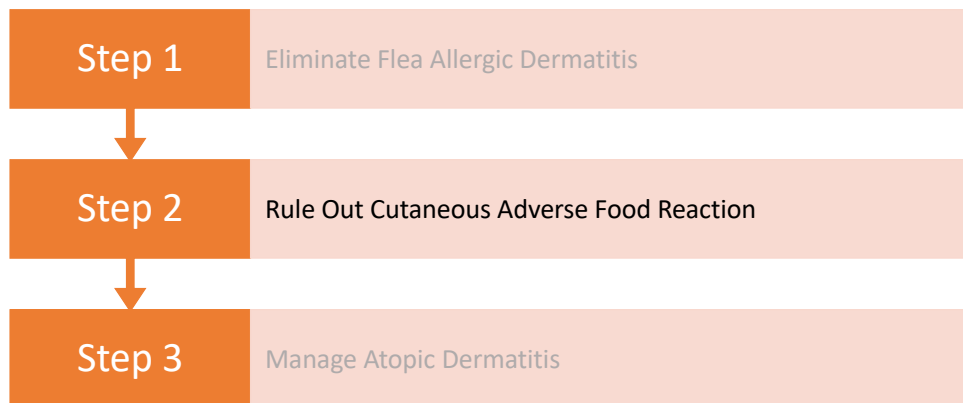 Step 1
Eliminate Flea Allergic Dermatitis
Step 2
Rule Out Cutaneous Adverse Food Reaction
Step 3
Manage Atopic Dermatitis